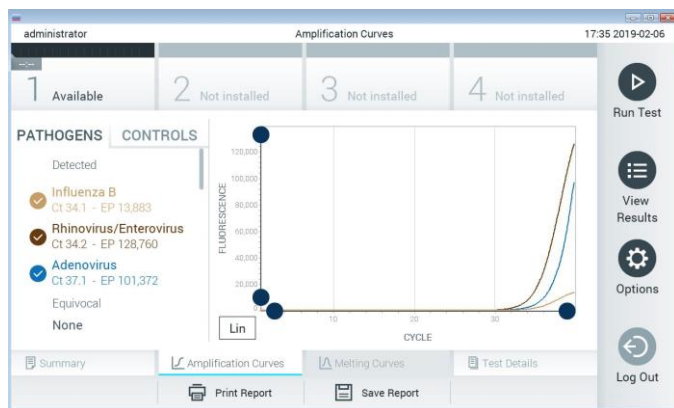 administrator
Amplification Curves
17:35 2019-02-06
1 Available
2 Not installed
3 Not installed
4 Not installed
Run Test
View
Results
Options
Log Out
PATHOGENS
CONTROLS
Detected
Influenza B
Ct 34.1 - EP 13,883
Rhinovirus/Enterovirus
Ct 34.2 - EP 128,760
Adenovirus
Ct 37.1 - EP 101,372
Equivocal
None
FLUORESCENCE
120,000
100,000
80,000
60,000
40,000
20,000
0
10
20
30
CYCLE
Lin
Summary
Amplification Curves
Melting Curves
Test Details
Print Report
Save Report